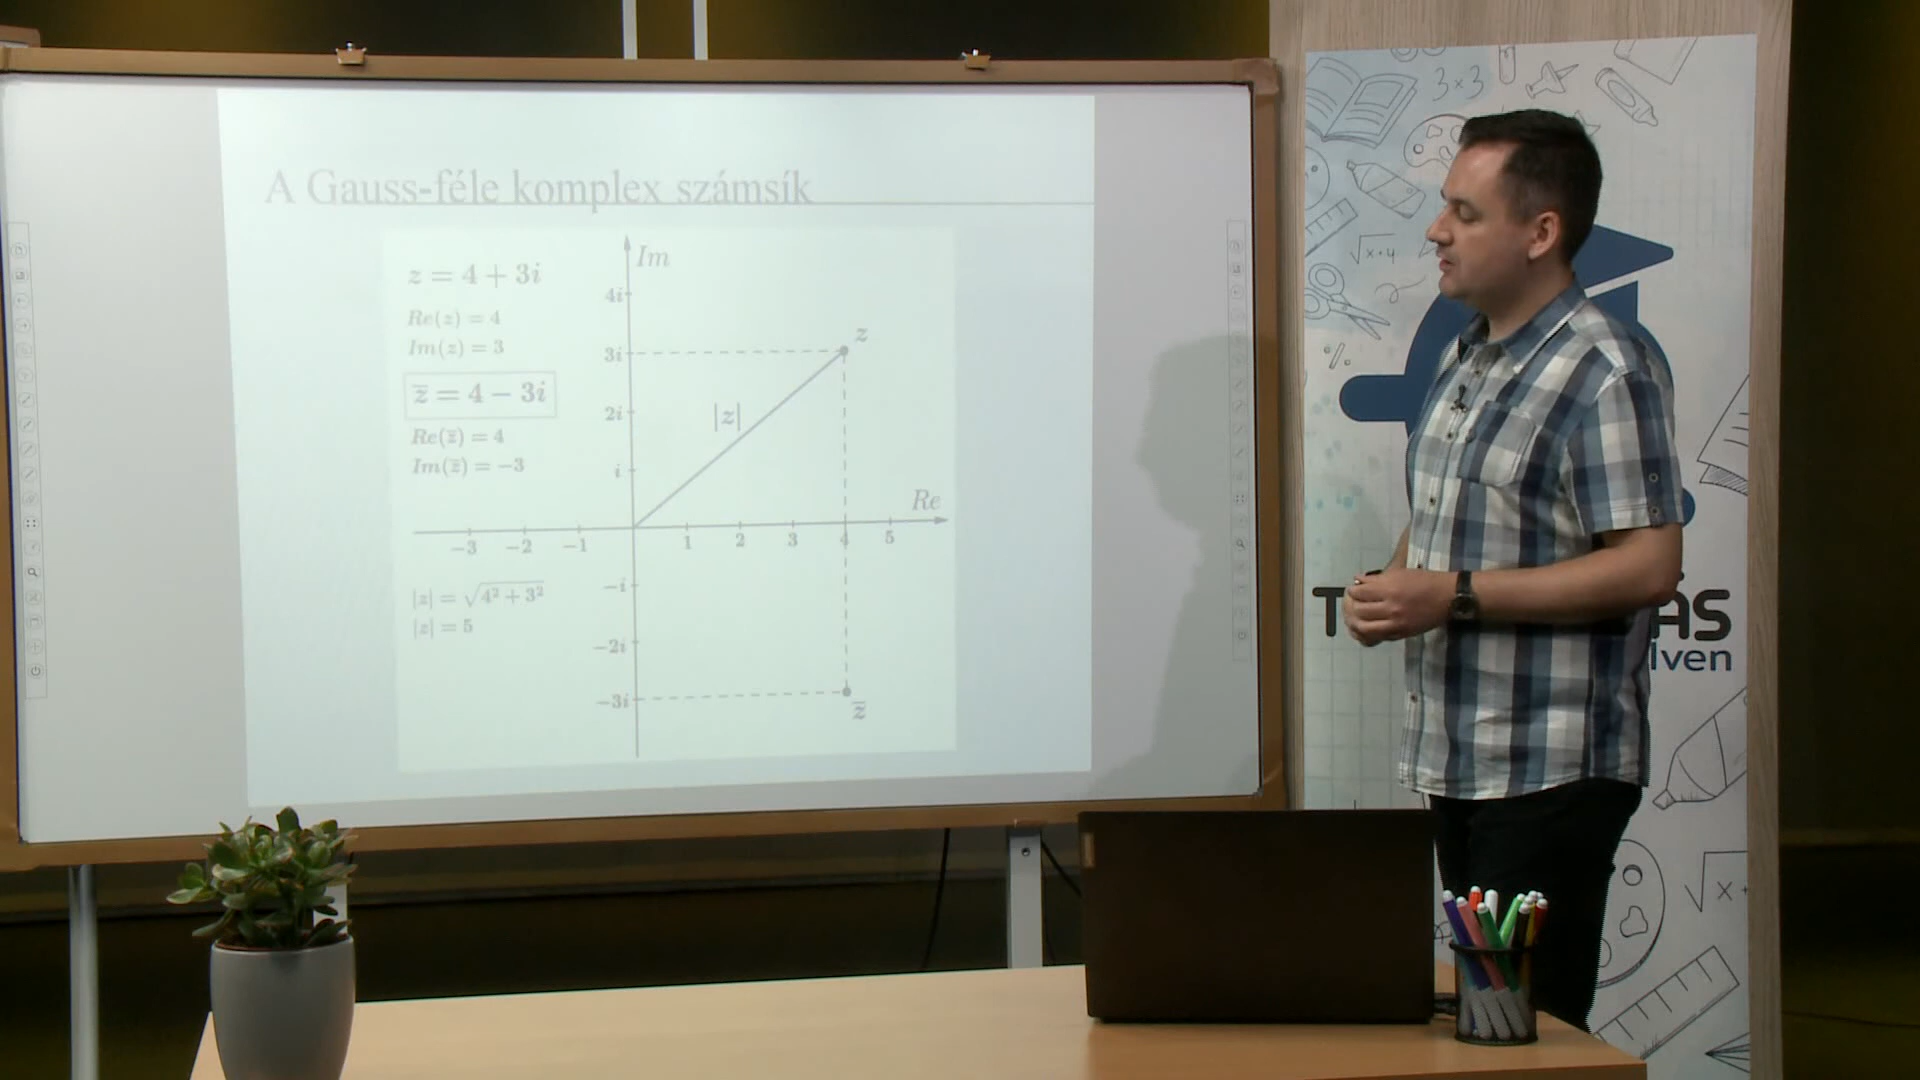 A Gauss-féle komplex számsík
z = 4 + 3i
Re(z) = 4
Im(z) = 3
z̅ = 4 − 3i
Re(z̅) = 4
Im(z̅) = −3
|z| = √4² + 3²
|z| = 5
Im
4i
3i
2i
i
−i
−2i
−3i
z
|z|
Re
−3 −2 −1 1 2 3 4 5
z̅
3×3
√x+4
%
ÁS
lven
√x+